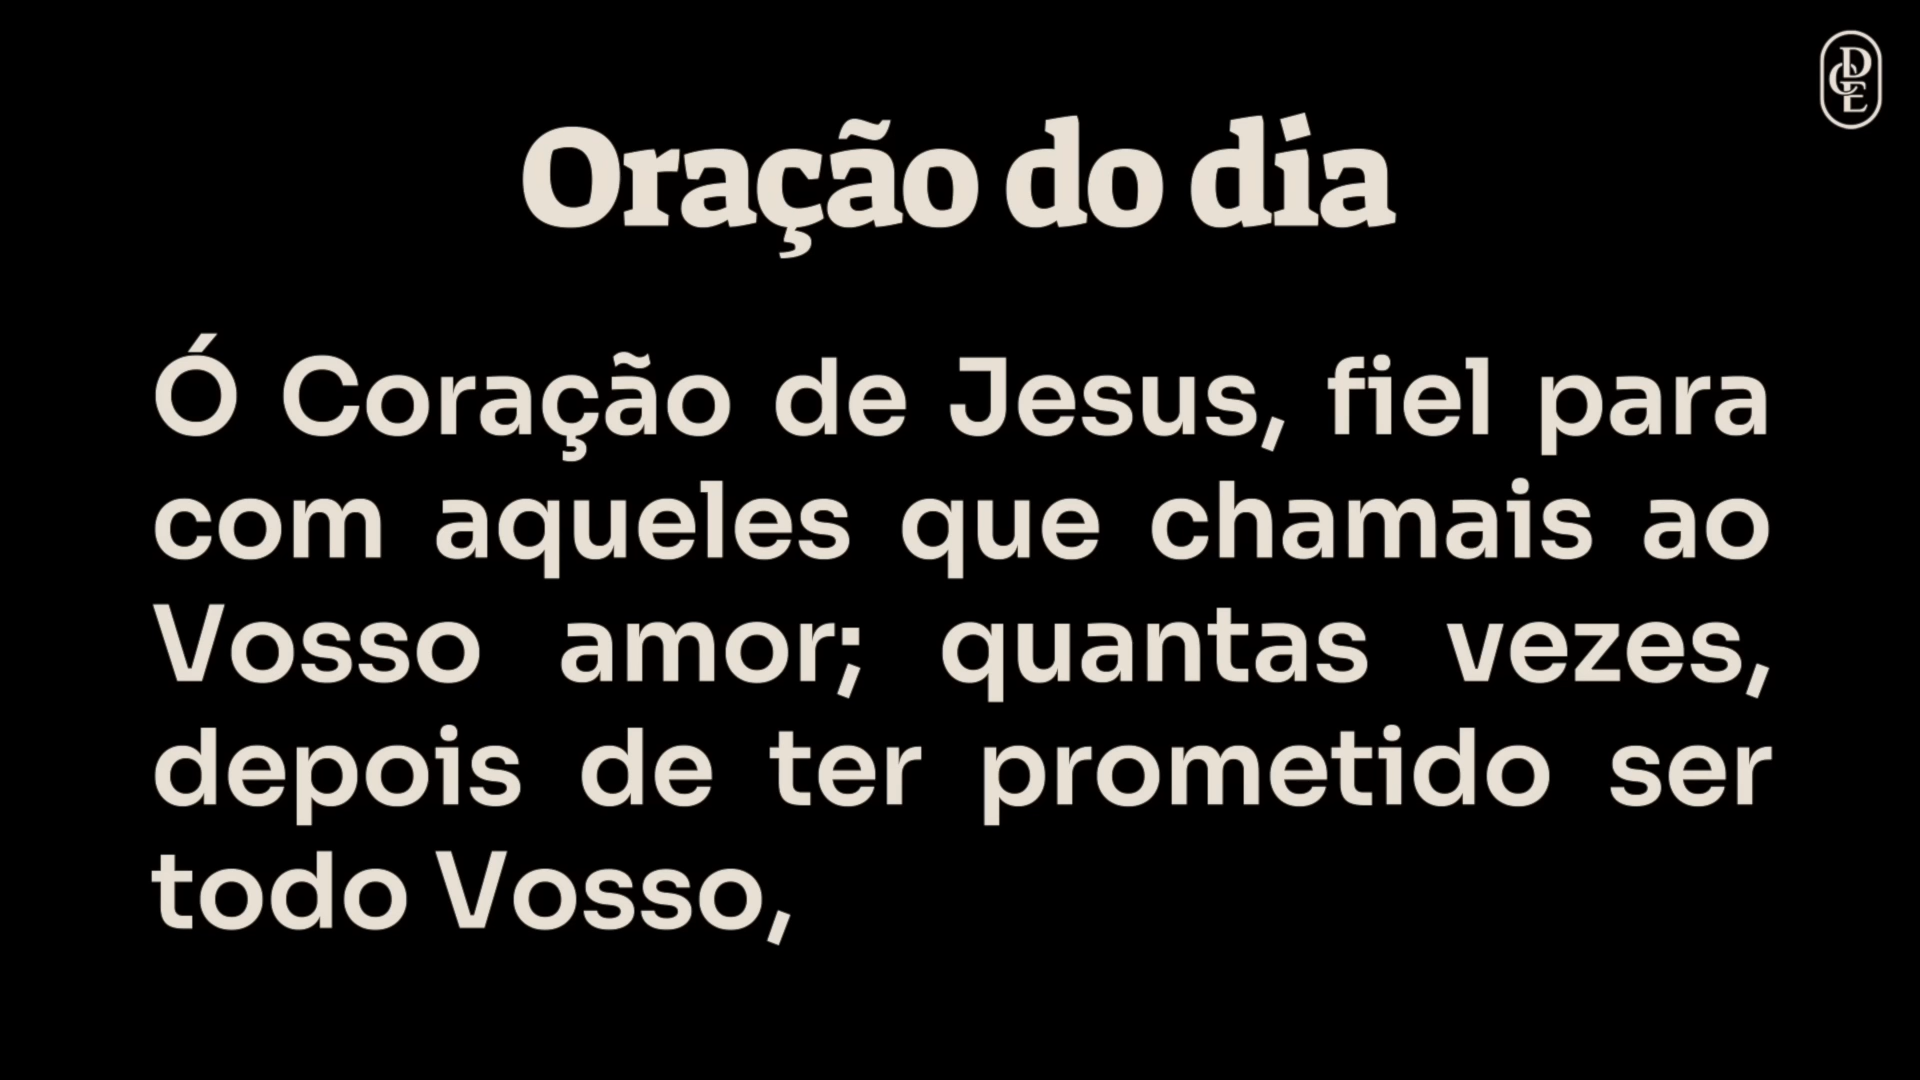 Oração do dia
Ó Coração de Jesus, fiel para
com aqueles que chamais ao
Vosso amor; quantas vezes,
depois de ter prometido ser
todo Vosso,